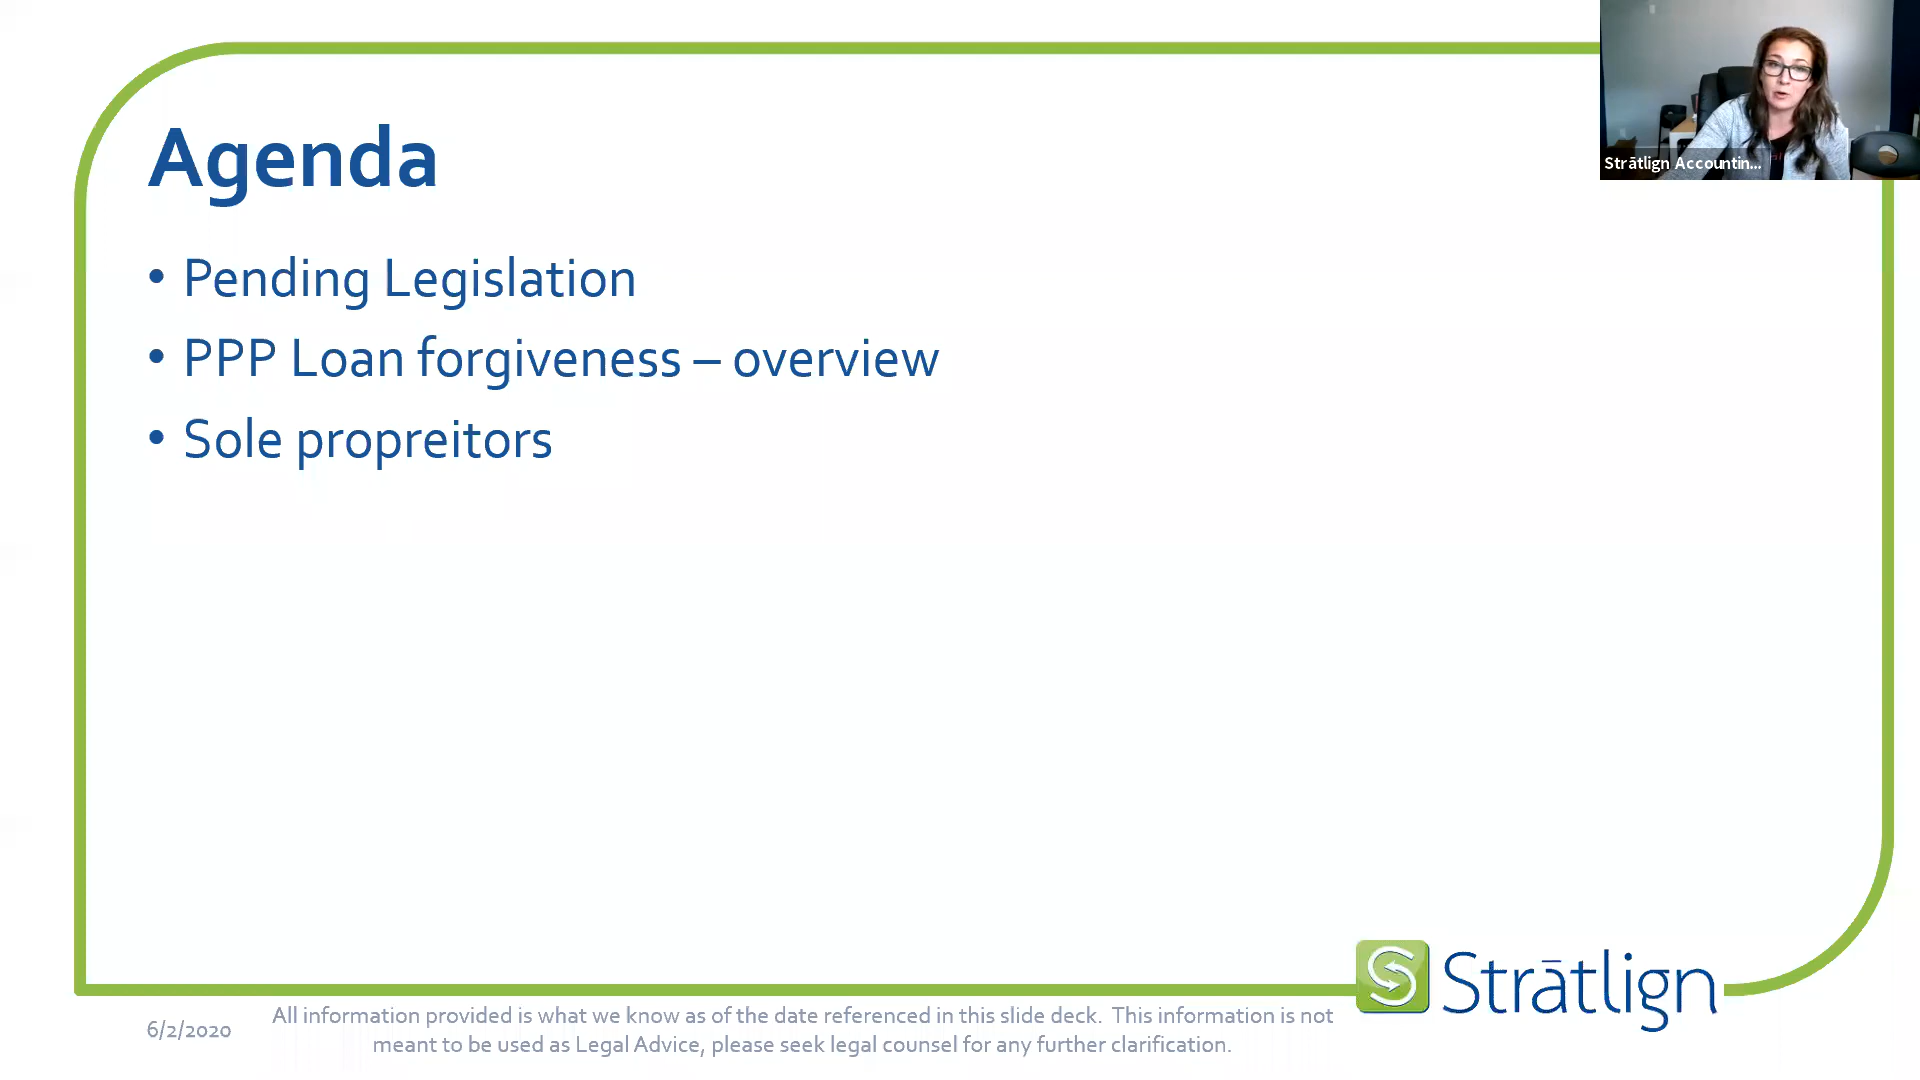 Agenda
• Pending Legislation
• PPP Loan forgiveness – overview
• Sole propreitors
Strātlign Accountin...
Strātlign
6/2/2020
All information provided is what we know as of the date referenced in this slide deck. This information is not
meant to be used as Legal Advice, please seek legal counsel for any further clarification.